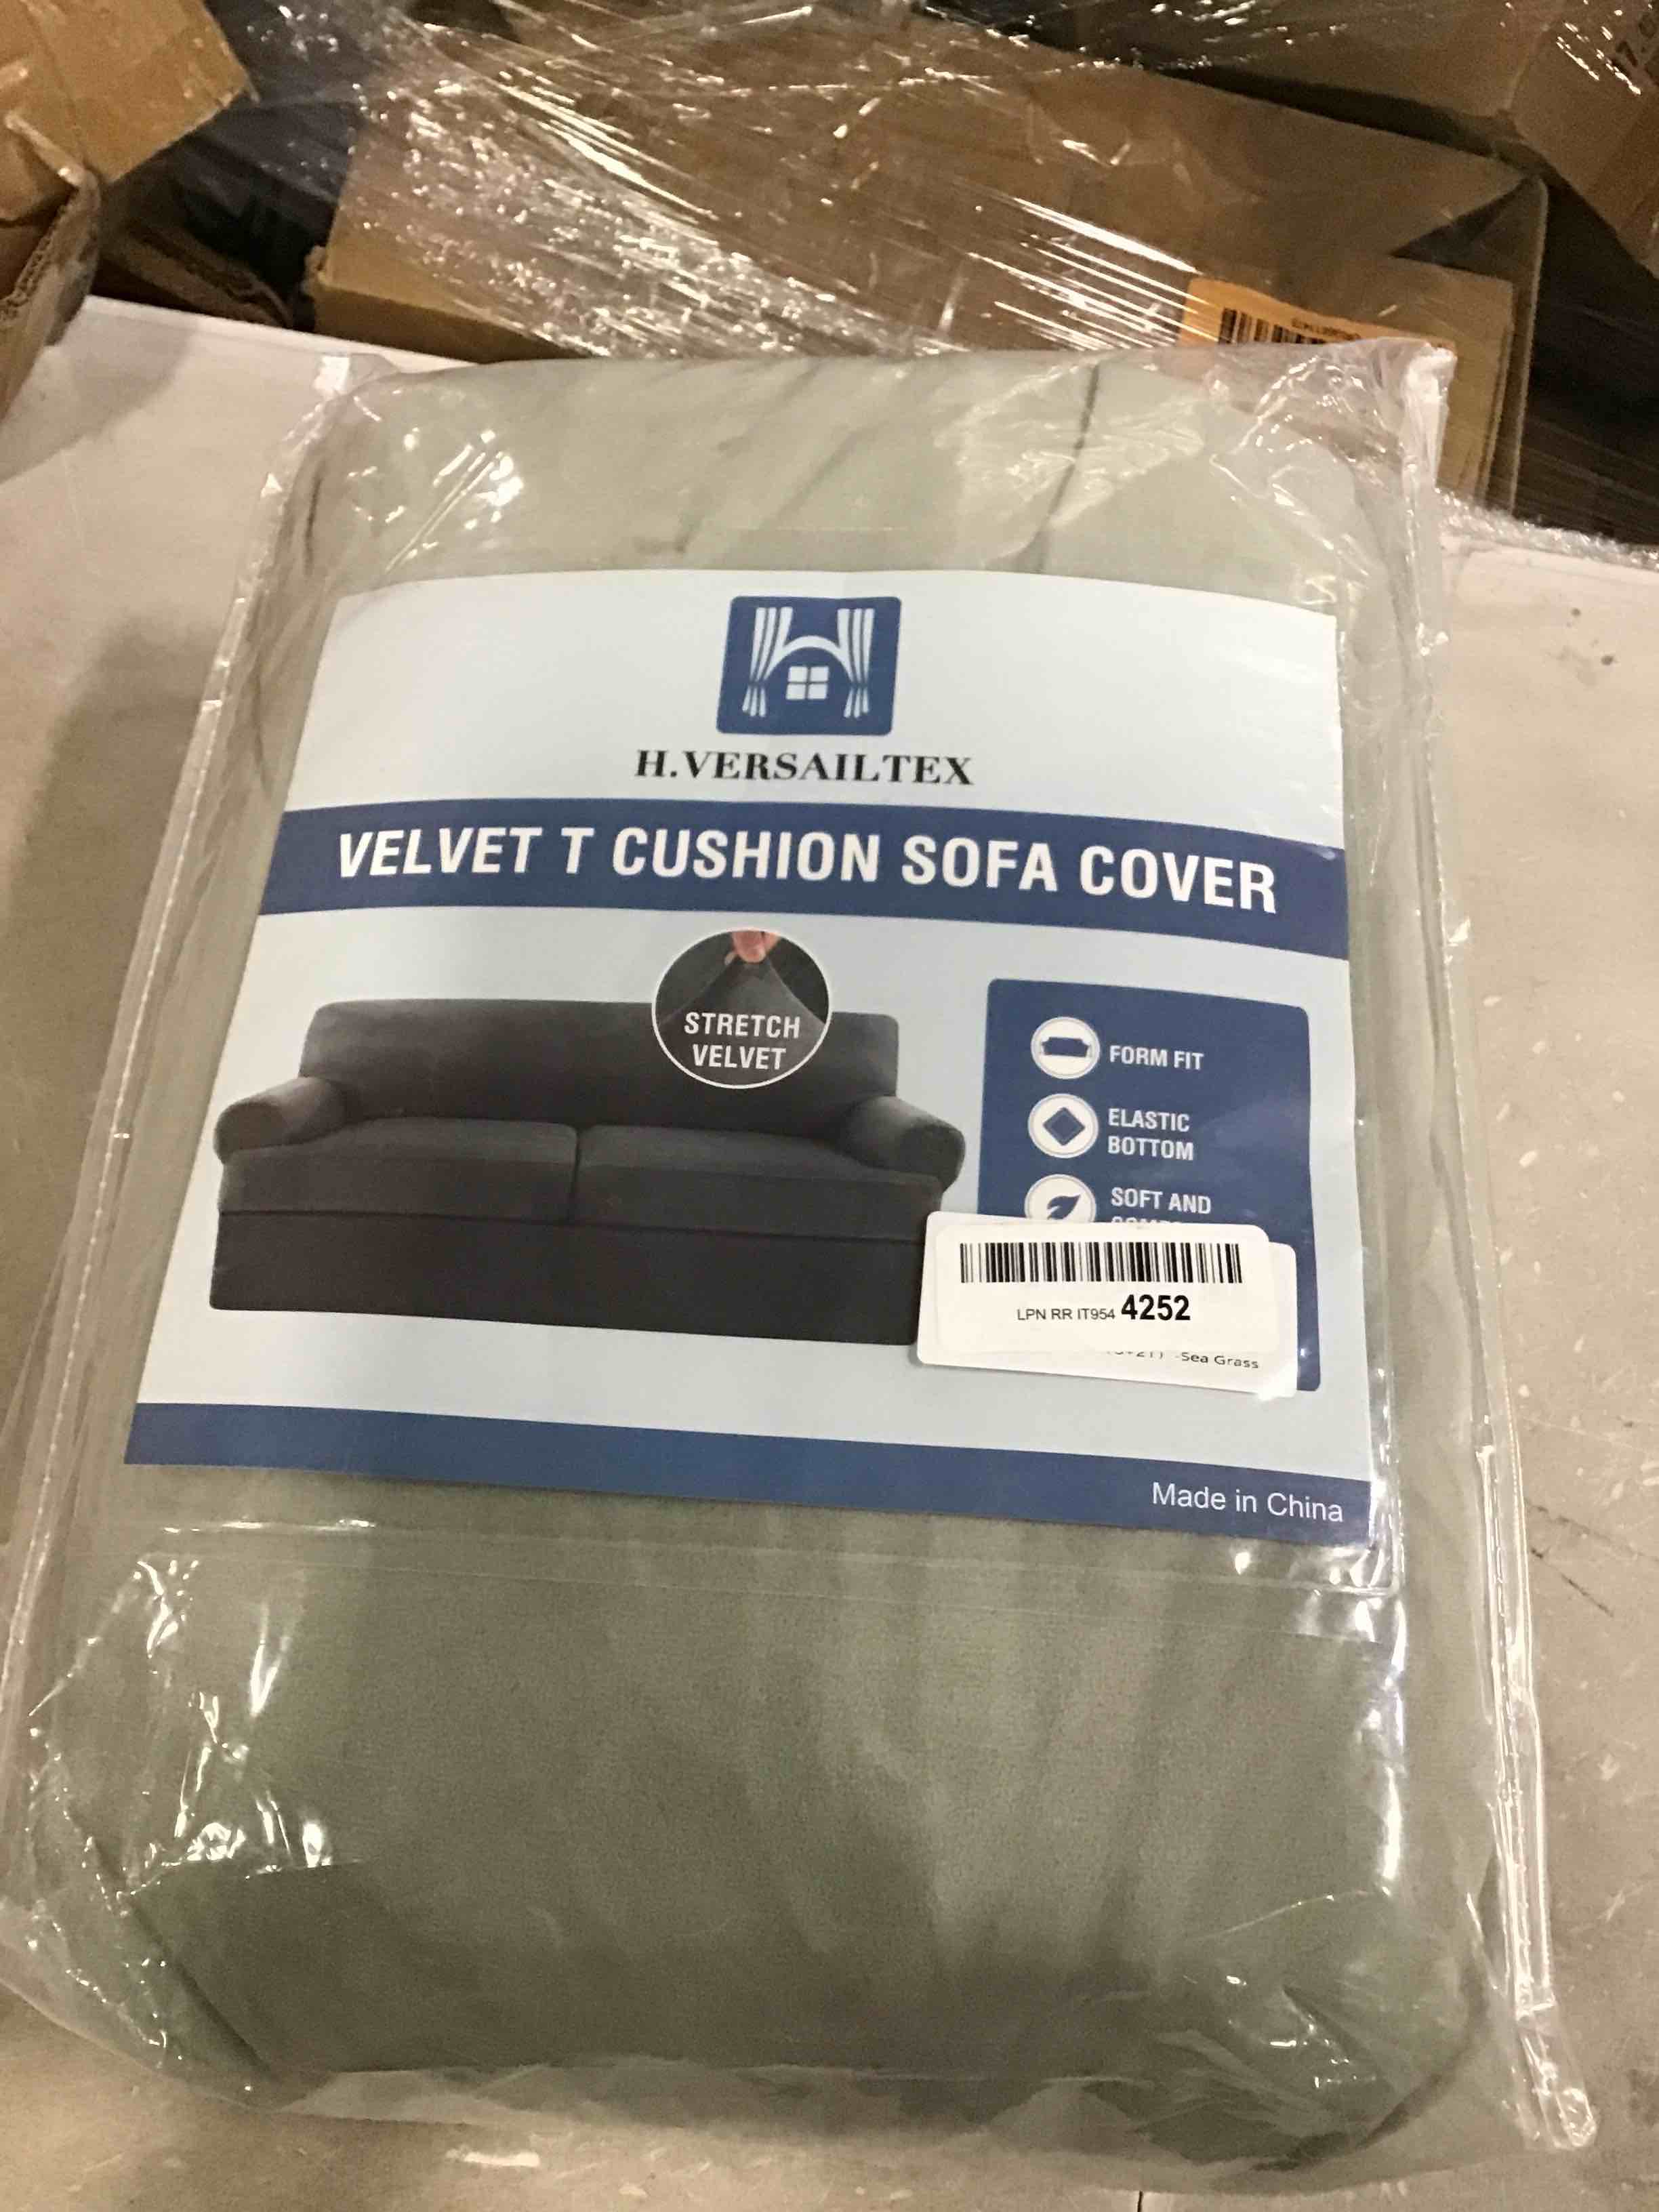 H.VERSAILTEX
VELVET T CUSHION SOFA COVER
STRETCH
VELVET
FORM FIT
ELASTIC
BOTTOM
SOFT AND
LPN RR IT954 4252
-Sea Grass
Made in China